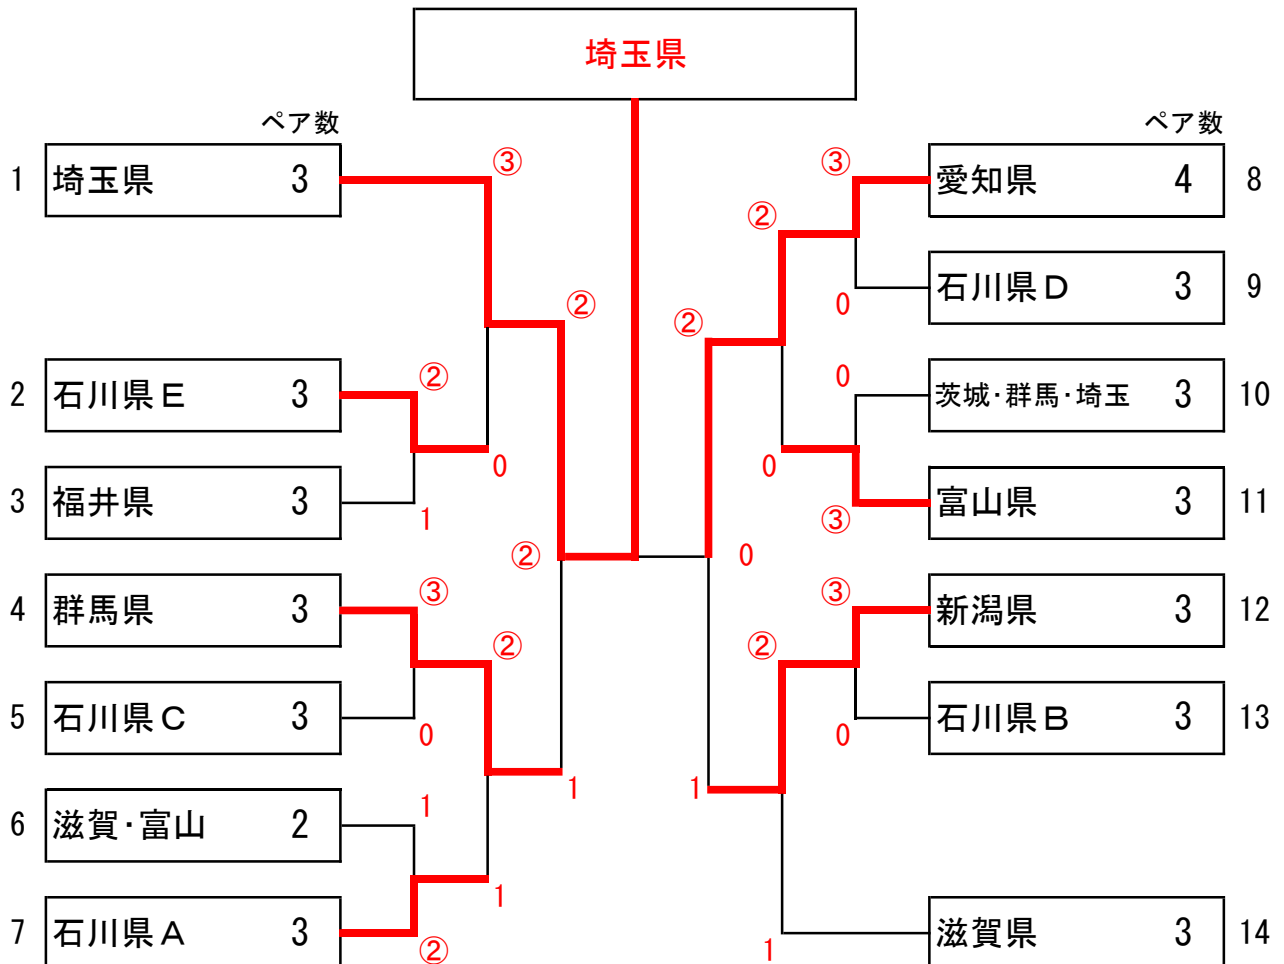 埼玉県
ペア数
ペア数
1 埼玉県 3
③
③
愛知県 4 8
②
石川県D 3 9
0
②
②
2 石川県E 3
②
0
茨城・群馬・埼玉 3 10
0
0
3 福井県 3
1
③
富山県 3 11
②
0
4 群馬県 3
③
③
新潟県 3 12
②
②
5 石川県C 3
0
0
石川県B 3 13
1
1
6 滋賀・富山 2
1
1
7 石川県A 3
②
1
滋賀県 3 14